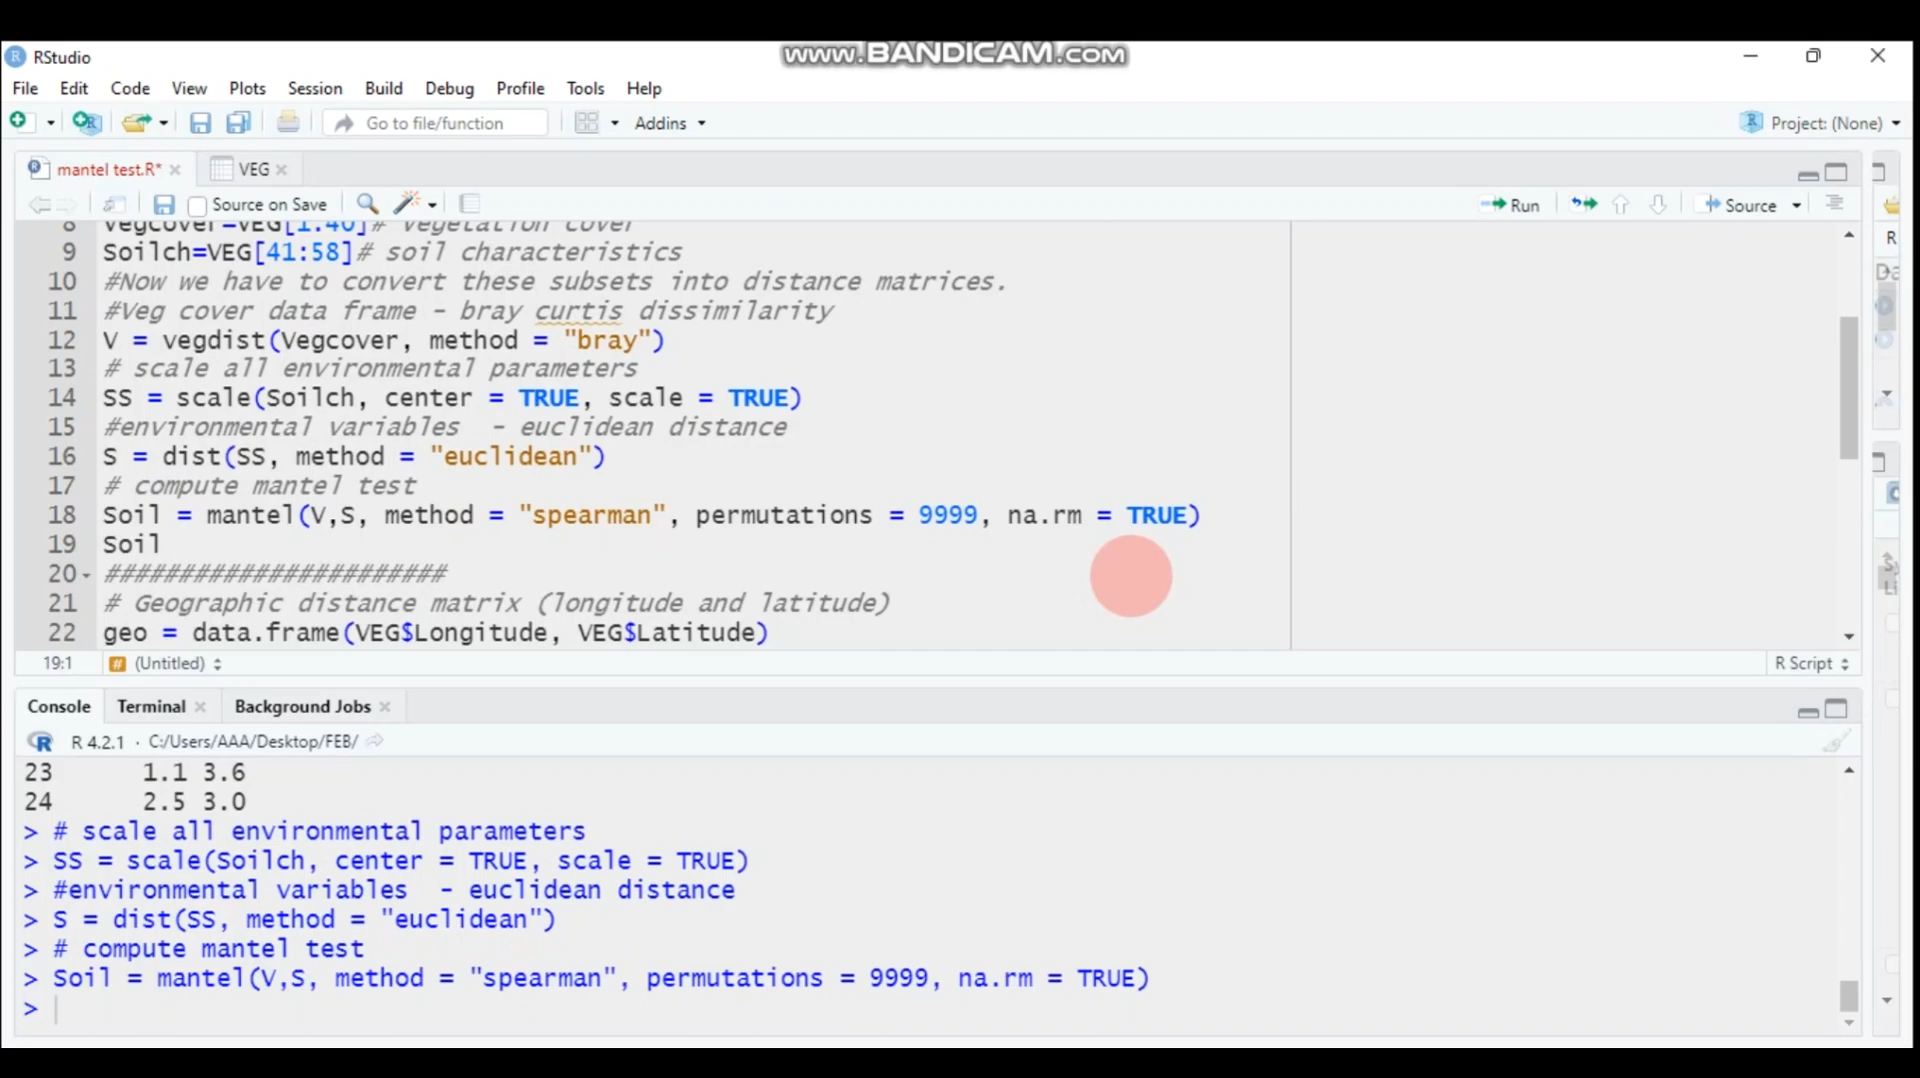 www.BANDICAM.com
RStudio
File Edit Code View Plots Session Build Debug Profile Tools Help
Go to file/function Addins Project: (None)
mantel test.R* VEG
Source on Save Run Source
8 Vegcover=VEG[1:40]# vegetation cover
9 Soilch=VEG[41:58]# soil characteristics
10 #Now we have to convert these subsets into distance matrices.
11 #Veg cover data frame - bray curtis dissimilarity
12 V = vegdist(Vegcover, method = "bray")
13 # scale all environmental parameters
14 SS = scale(Soilch, center = TRUE, scale = TRUE)
15 #environmental variables  - euclidean distance
16 S = dist(SS, method = "euclidean")
17 # compute mantel test
18 Soil = mantel(V,S, method = "spearman", permutations = 9999, na.rm = TRUE)
19 Soil
20 #######################
21 # Geographic distance matrix (longitude and latitude)
22 geo = data.frame(VEG$Longitude, VEG$Latitude)
19:1 # (Untitled) R Script
Console Terminal Background Jobs
R 4.2.1 · C:/Users/AAA/Desktop/FEB/
23 1.1 3.6
24 2.5 3.0
> # scale all environmental parameters
> SS = scale(Soilch, center = TRUE, scale = TRUE)
> #environmental variables  - euclidean distance
> S = dist(SS, method = "euclidean")
> # compute mantel test
> Soil = mantel(V,S, method = "spearman", permutations = 9999, na.rm = TRUE)
>